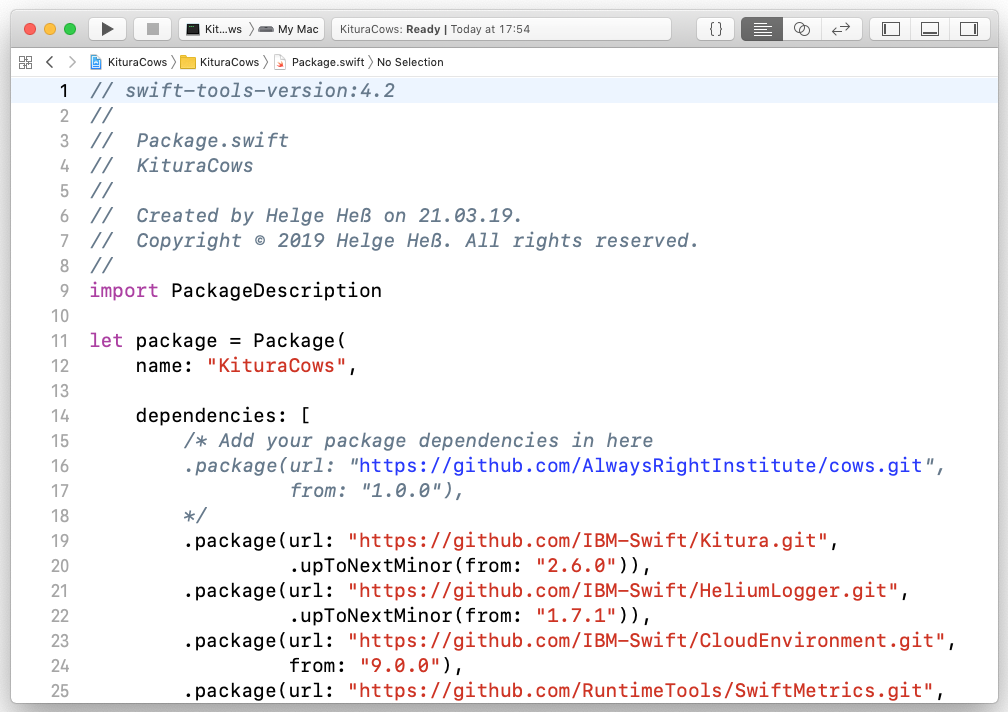 Kit...ws 〉 My Mac
KituraCows: Ready | Today at 17:54
{ }
KituraCows 〉 KituraCows 〉 Package.swift 〉 No Selection
1 // swift-tools-version:4.2
2 //
3 //  Package.swift
4 //  KituraCows
5 //
6 //  Created by Helge Heß on 21.03.19.
7 //  Copyright © 2019 Helge Heß. All rights reserved.
8 //
9 import PackageDescription
10
11 let package = Package(
12     name: "KituraCows",
13
14     dependencies: [
15         /* Add your package dependencies in here
16         .package(url: "https://github.com/AlwaysRightInstitute/cows.git",
17                  from: "1.0.0"),
18         */
19         .package(url: "https://github.com/IBM-Swift/Kitura.git",
20                  .upToNextMinor(from: "2.6.0")),
21         .package(url: "https://github.com/IBM-Swift/HeliumLogger.git",
22                  .upToNextMinor(from: "1.7.1")),
23         .package(url: "https://github.com/IBM-Swift/CloudEnvironment.git",
24                  from: "9.0.0"),
25         .package(url: "https://github.com/RuntimeTools/SwiftMetrics.git",